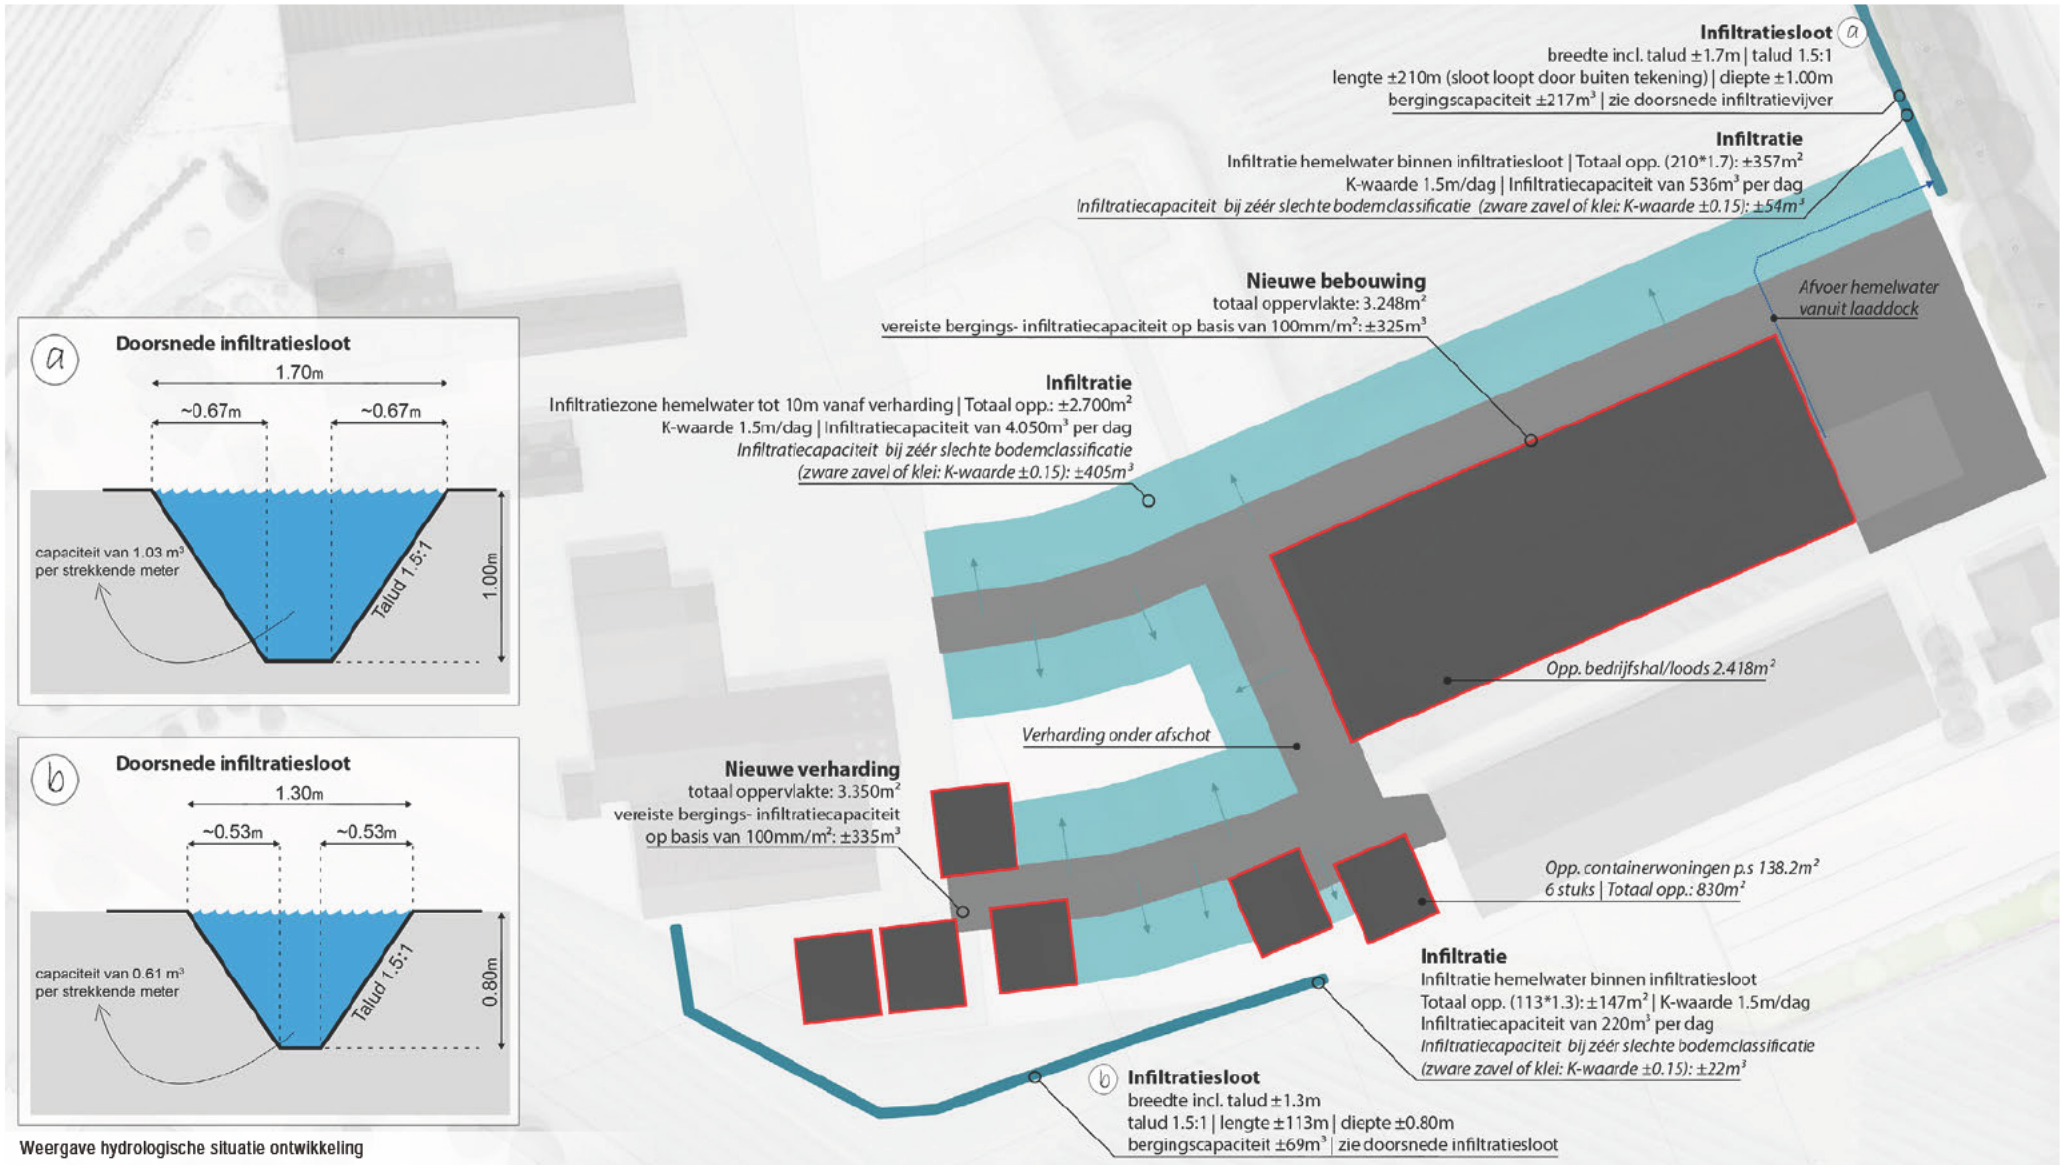 Infiltratiesloot a
breedte incl. talud ±1.7m | talud 1.5:1
lengte ±210m (sloot loopt door buiten tekening) | diepte ±1.00m
bergingscapaciteit ±217m³ | zie doorsnede infiltratievijver
Infiltratie
Infiltratie hemelwater binnen infiltratiesloot | Totaal opp. (210*1.7): ±357m²
K-waarde 1.5m/dag | Infiltratiecapaciteit van 536m³ per dag
Infiltratiecapaciteit bij zéér slechte bodemclassificatie (zware zavel of klei: K-waarde ±0.15): ±54m³
Nieuwe bebouwing
totaal oppervlakte: 3.248m²
vereiste bergings- infiltratiecapaciteit op basis van 100mm/m²: ±325m³
Afvoer hemelwater
vanuit laaddock
Infiltratie
Infiltratiezone hemelwater tot 10m vanaf verharding | Totaal opp.: ±2.700m²
K-waarde 1.5m/dag | Infiltratiecapaciteit van 4.050m³ per dag
Infiltratiecapaciteit bij zéér slechte bodemclassificatie
(zware zavel of klei: K-waarde ±0.15): ±405m³
a
Doorsnede infiltratiesloot
1.70m
~0.67m ~0.67m
capaciteit van 1.03 m³
per strekkende meter
Talud 1.5:1
1.00m
Opp. bedrijfshal/loods 2.418m²
Verharding onder afschot
Nieuwe verharding
totaal oppervlakte: 3.350m²
vereiste bergings- infiltratiecapaciteit
op basis van 100mm/m²: ±335m³
b
Doorsnede infiltratiesloot
1.30m
~0.53m ~0.53m
capaciteit van 0.61 m³
per strekkende meter
Talud 1.5:1
0.80m
Opp. containerwoningen p.s 138.2m²
6 stuks | Totaal opp.: 830m²
Infiltratie
Infiltratie hemelwater binnen infiltratiesloot
Totaal opp. (113*1.3): ±147m² | K-waarde 1.5m/dag
Infiltratiecapaciteit van 220m³ per dag
Infiltratiecapaciteit bij zéér slechte bodemclassificatie
(zware zavel of klei: K-waarde ±0.15): ±22m³
b Infiltratiesloot
breedte incl. talud ±1.3m
talud 1.5:1 | lengte ±113m | diepte ±0.80m
bergingscapaciteit ±69m³ | zie doorsnede infiltratiesloot
Weergave hydrologische situatie ontwikkeling